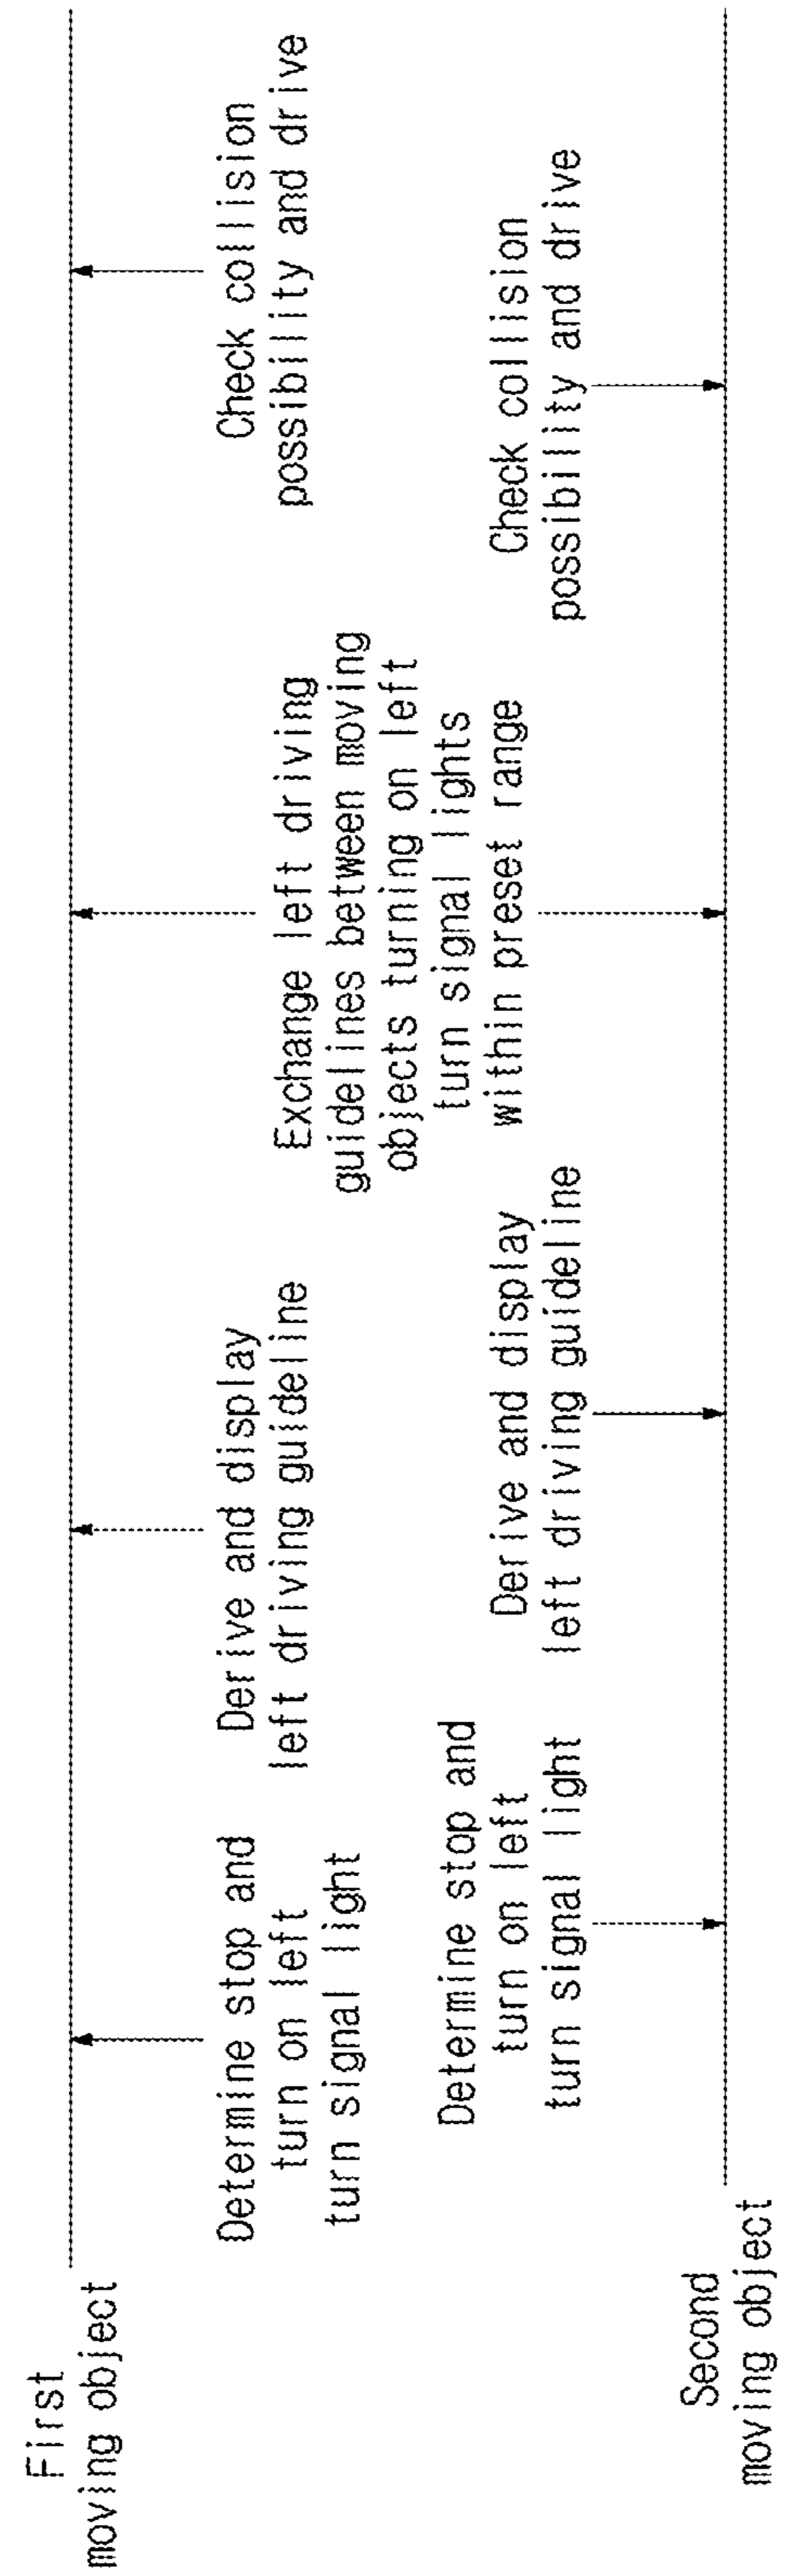 First
moving object
Determine stop and
turn on left
turn signal light
Derive and display
left driving guideline
Check collision
possibility and drive
Exchange left driving
guidelines between moving
objects turning on left
turn signal lights
within preset range
Second
moving object
Determine stop and
turn on left
turn signal light
Derive and display
left driving guideline
Check collision
possibility and drive